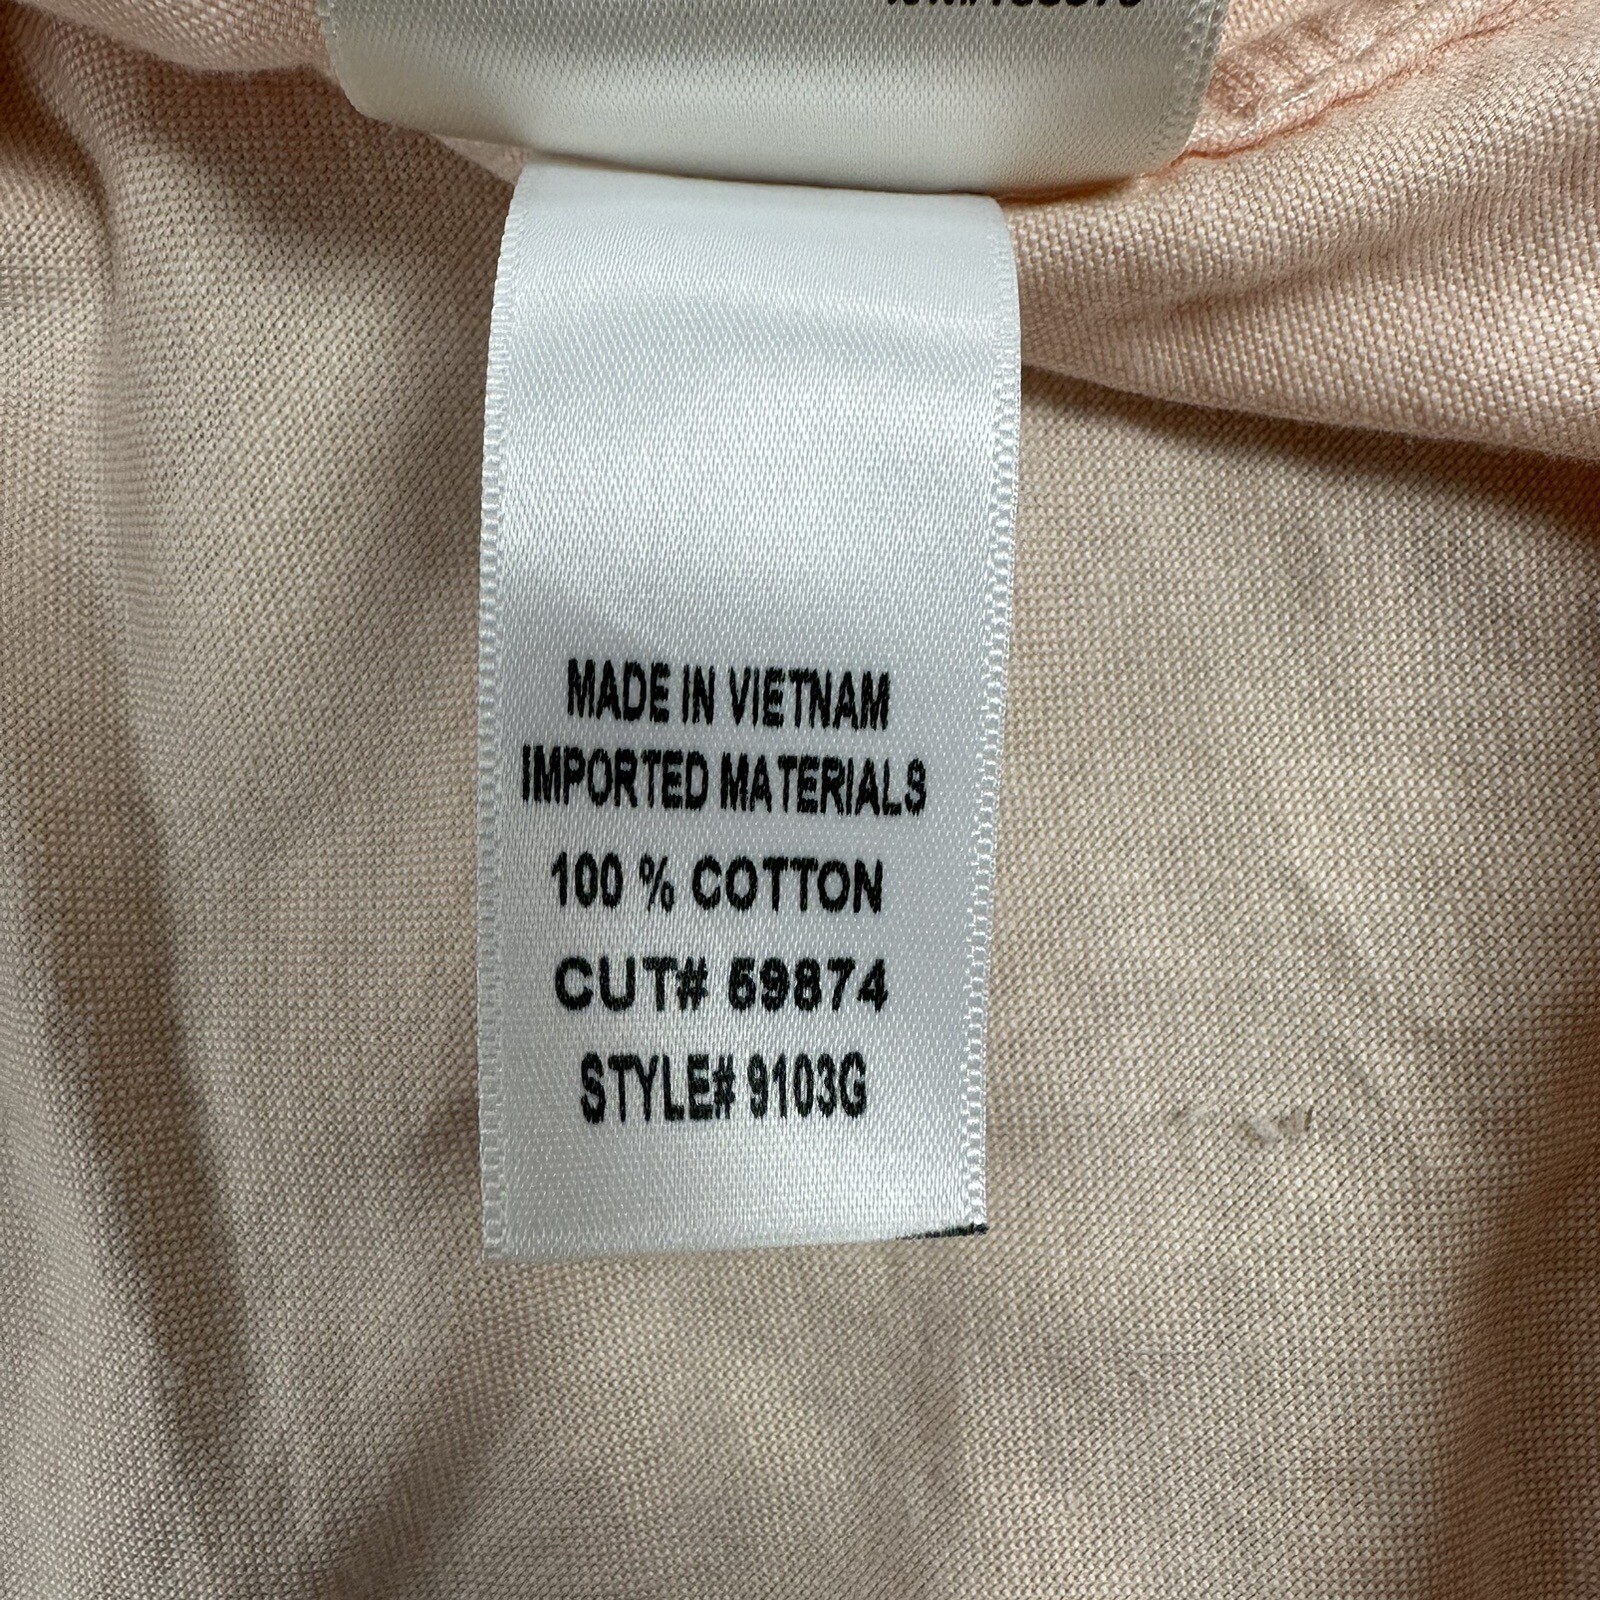 MADE IN VIETNAM
IMPORTED MATERIALS
100 % COTTON
CUT# 59874
STYLE# 9103G